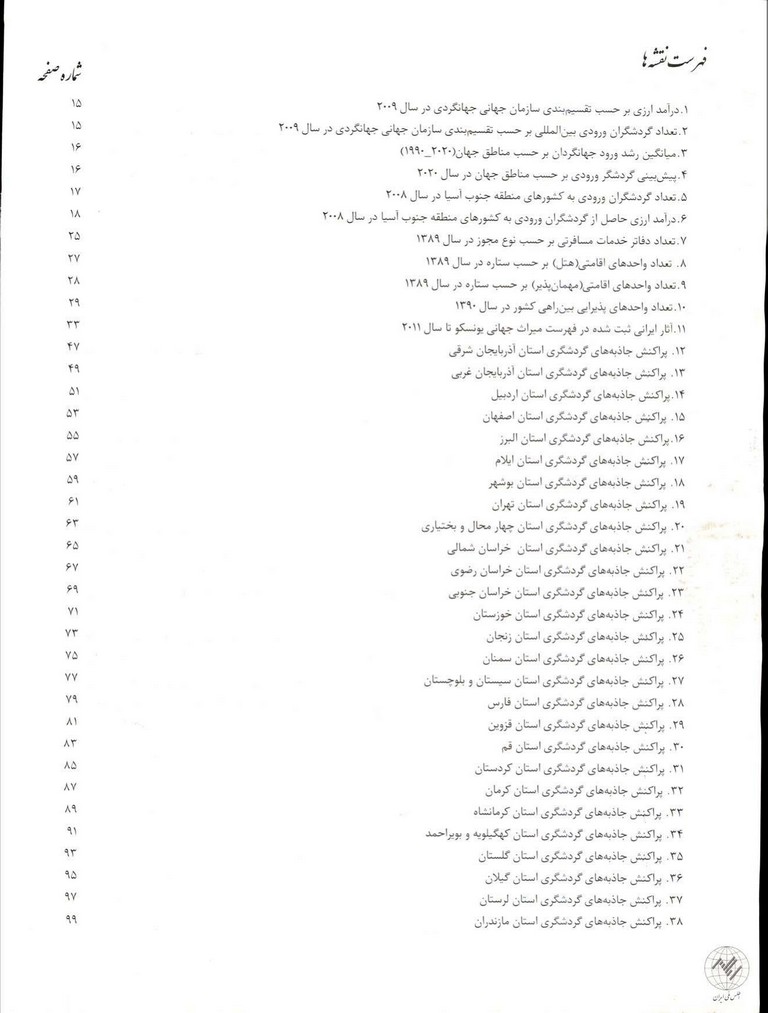 فهرست نقشه‌ها
شماره صفحه
۱.درآمد ارزی بر حسب تقسیم‌بندی سازمان جهانی جهانگردی در سال ۲۰۰۹ ۱۵
۲.تعداد گردشگران ورودی بین‌المللی بر حسب تقسیم‌بندی سازمان جهانی جهانگردی در سال ۲۰۰۹ ۱۵
۳.میانگین رشد ورود جهانگردان بر حسب مناطق جهان(۲۰۲۰_۱۹۹۰) ۱۶
۴.پیش‌بینی گردشگر ورودی بر حسب مناطق جهان در سال ۲۰۲۰ ۱۶
۵.تعداد گردشگران ورودی به کشورهای منطقه جنوب آسیا در سال ۲۰۰۸ ۱۷
۶.درآمد ارزی حاصل از گردشگران ورودی به کشورهای منطقه جنوب آسیا در سال ۲۰۰۸ ۱۸
۷.تعداد دفاتر خدمات مسافرتی بر حسب نوع مجوز در سال ۱۳۸۹ ۲۵
۸. تعداد واحدهای اقامتی(هتل) بر حسب ستاره در سال ۱۳۸۹ ۲۷
۹.تعداد واحدهای اقامتی(مهمان‌پذیر) بر حسب ستاره در سال ۱۳۸۹ ۲۸
۱۰.تعداد واحدهای پذیرایی بین‌راهی کشور در سال ۱۳۹۰ ۲۹
۱۱.آثار ایرانی ثبت شده در فهرست میراث جهانی یونسکو تا سال ۲۰۱۱ ۳۳
۱۲. پراکنش جاذبه‌های گردشگری استان آذربایجان شرقی ۴۷
۱۳. پراکنش جاذبه‌های گردشگری استان آذربایجان غربی ۴۹
۱۴.پراکنش جاذبه‌های گردشگری استان اردبیل ۵۱
۱۵. پراکنش جاذبه‌های گردشگری استان اصفهان ۵۳
۱۶.پراکنش جاذبه‌های گردشگری استان البرز ۵۵
۱۷. پراکنش جاذبه‌های گردشگری استان ایلام ۵۷
۱۸. پراکنش جاذبه‌های گردشگری استان بوشهر ۵۹
۱۹. پراکنش جاذبه‌های گردشگری استان تهران ۶۱
۲۰. پراکنش جاذبه‌های گردشگری استان چهار محال و بختیاری ۶۳
۲۱. پراکنش جاذبه‌های گردشگری استان خراسان شمالی ۶۵
۲۲. پراکنش جاذبه‌های گردشگری استان خراسان رضوی ۶۷
۲۳. پراکنش جاذبه‌های گردشگری استان خراسان جنوبی ۶۹
۲۴. پراکنش جاذبه‌های گردشگری استان خوزستان ۷۱
۲۵. پراکنش جاذبه‌های گردشگری استان زنجان ۷۳
۲۶. پراکنش جاذبه‌های گردشگری استان سمنان ۷۵
۲۷. پراکنش جاذبه‌های گردشگری استان سیستان و بلوچستان ۷۷
۲۸. پراکنش جاذبه‌های گردشگری استان فارس ۷۹
۲۹. پراکنش جاذبه‌های گردشگری استان قزوین ۸۱
۳۰. پراکنش جاذبه‌های گردشگری استان قم ۸۳
۳۱. پراکنش جاذبه‌های گردشگری استان کردستان ۸۵
۳۲. پراکنش جاذبه‌های گردشگری استان کرمان ۸۷
۳۳. پراکنش جاذبه‌های گردشگری استان کرمانشاه ۸۹
۳۴. پراکنش جاذبه‌های گردشگری استان کهگیلویه و بویراحمد ۹۱
۳۵. پراکنش جاذبه‌های گردشگری استان گلستان ۹۳
۳۶. پراکنش جاذبه‌های گردشگری استان گیلان ۹۵
۳۷. پراکنش جاذبه‌های گردشگری استان لرستان ۹۷
۳۸. پراکنش جاذبه‌های گردشگری استان مازندران ۹۹
اطلس ملی ایران